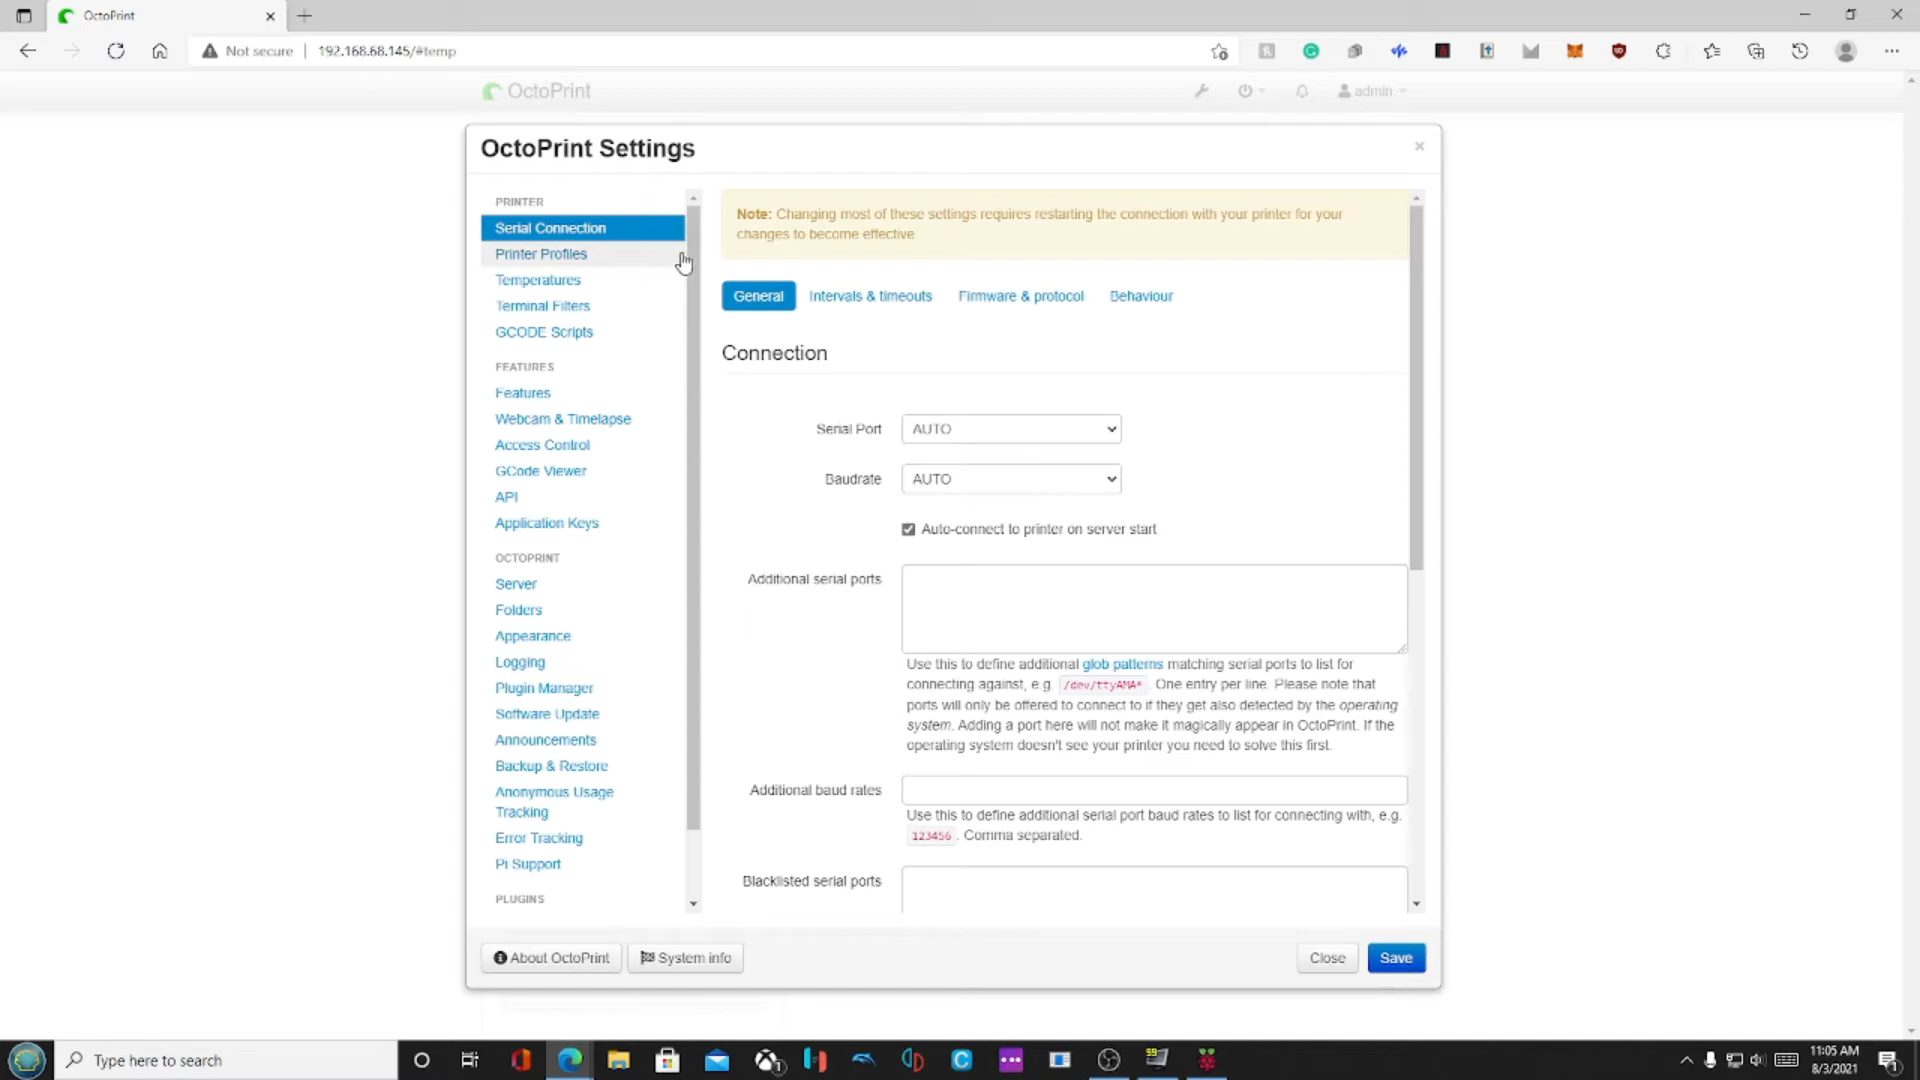 OctoPrint
Not secure
192.168.68.145/#temp
OctoPrint
admin
OctoPrint Settings
PRINTER
Serial Connection
Printer Profiles
Temperatures
Terminal Filters
GCODE Scripts
FEATURES
Features
Webcam & Timelapse
Access Control
GCode Viewer
API
Application Keys
OCTOPRINT
Server
Folders
Appearance
Logging
Plugin Manager
Software Update
Announcements
Backup & Restore
Anonymous Usage
Tracking
Error Tracking
Pi Support
PLUGINS
Note: Changing most of these settings requires restarting the connection with your printer for your
changes to become effective
General Intervals & timeouts Firmware & protocol Behaviour
Connection
Serial Port AUTO
Baudrate AUTO
Auto-connect to printer on server start
Additional serial ports
Use this to define additional glob patterns matching serial ports to list for
connecting against, e.g. /dev/ttyAMA* . One entry per line. Please note that
ports will only be offered to connect to if they get also detected by the operating
system. Adding a port here will not make it magically appear in OctoPrint. If the
operating system doesn't see your printer you need to solve this first.
Additional baud rates
Use this to define additional serial port baud rates to list for connecting with, e.g.
123456 . Comma separated.
Blacklisted serial ports
About OctoPrint System info Close Save
Type here to search
11:05 AM
8/3/2021